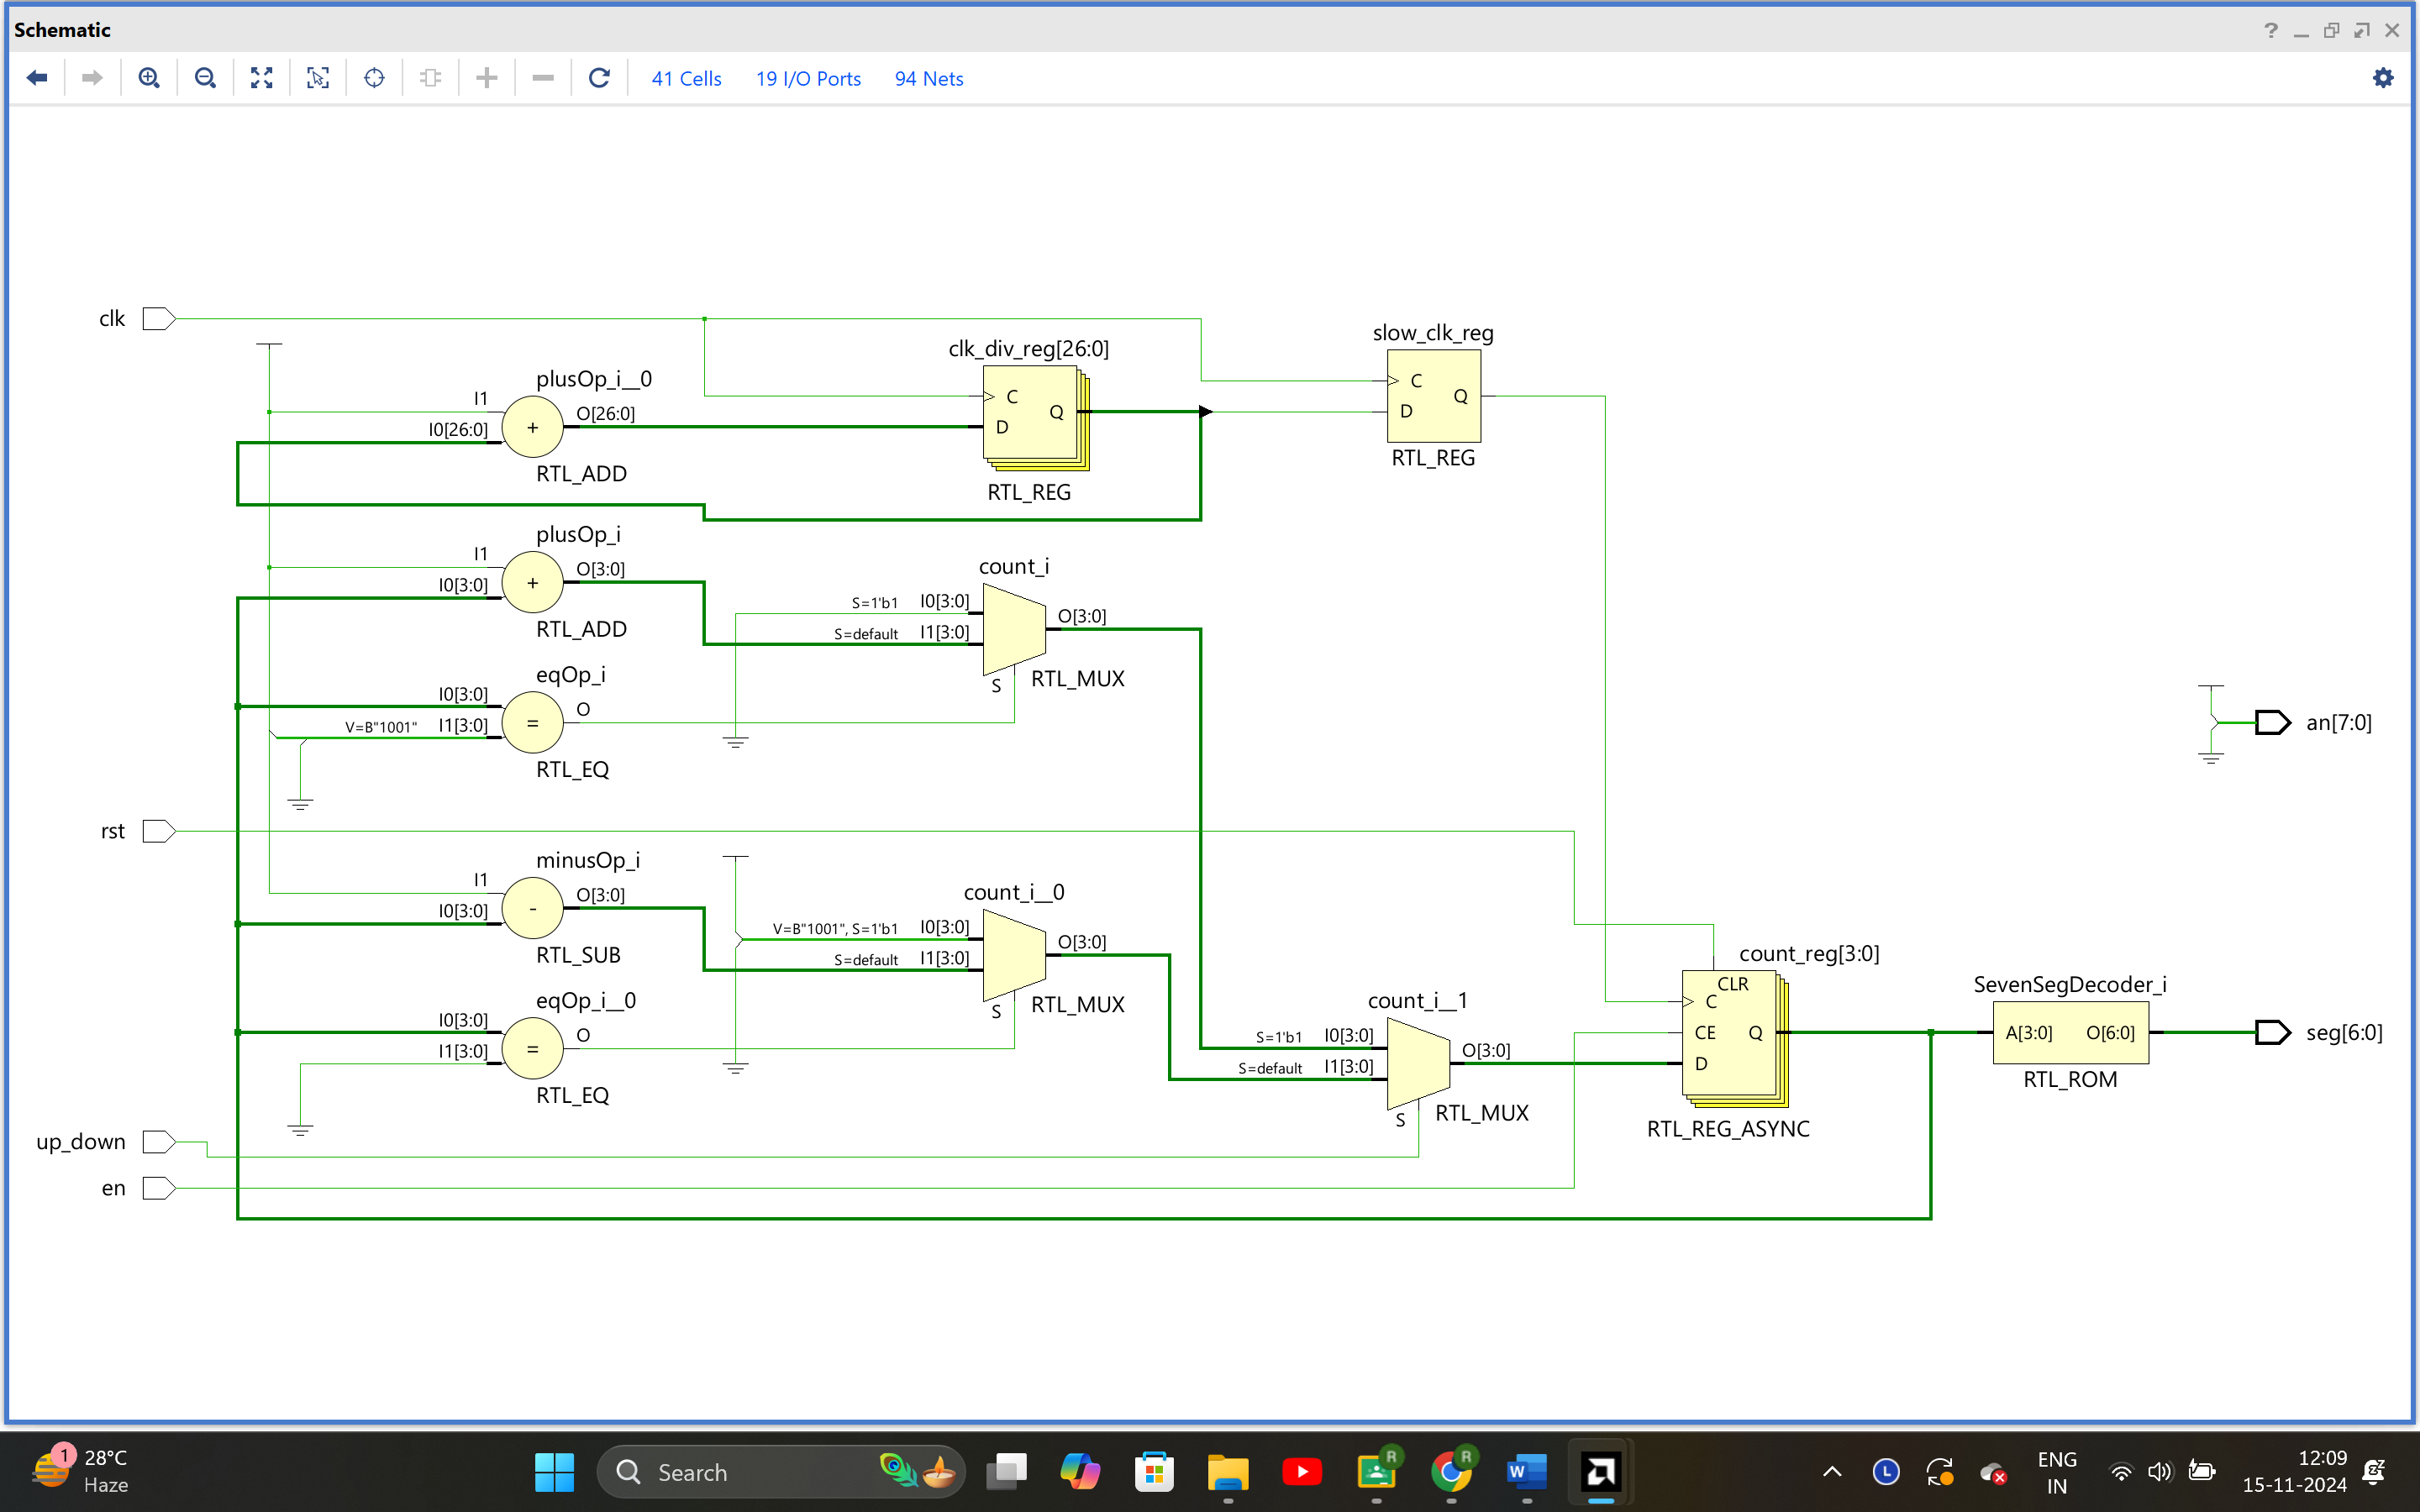 Schematic
41 Cells 19 I/O Ports 94 Nets
clk
plusOp_i__0
I1
I0[26:0]
+
O[26:0]
RTL_ADD
clk_div_reg[26:0]
C
D
Q
RTL_REG
slow_clk_reg
C
D
Q
RTL_REG
plusOp_i
I1
I0[3:0]
+
O[3:0]
RTL_ADD
count_i
S=1'b1 I0[3:0]
S=default I1[3:0]
O[3:0]
S
RTL_MUX
eqOp_i
I0[3:0]
V=B"1001" I1[3:0]
=
O
RTL_EQ
an[7:0]
rst
minusOp_i
I1
I0[3:0]
-
O[3:0]
RTL_SUB
count_i__0
V=B"1001", S=1'b1 I0[3:0]
S=default I1[3:0]
O[3:0]
S
RTL_MUX
eqOp_i__0
I0[3:0]
I1[3:0]
=
O
RTL_EQ
count_i__1
S=1'b1 I0[3:0]
S=default I1[3:0]
O[3:0]
S
RTL_MUX
count_reg[3:0]
CLR
C
CE
D
Q
RTL_REG_ASYNC
SevenSegDecoder_i
A[3:0] O[6:0]
RTL_ROM
seg[6:0]
up_down
en
1
28°C
Haze
Search
R
R
W
L
ENG
IN
12:09
15-11-2024